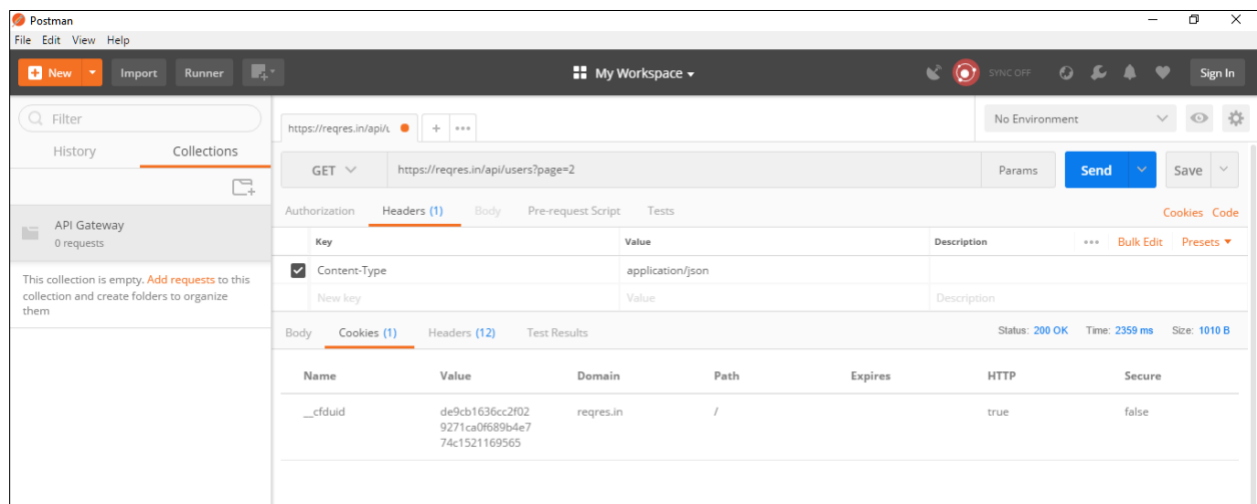 Postman
File Edit View Help
New Import Runner My Workspace SYNC OFF Sign In
Filter
History Collections
API Gateway
0 requests
This collection is empty. Add requests to this
collection and create folders to organize
them
https://reqres.in/api/u + ••• No Environment
GET https://reqres.in/api/users?page=2 Params Send Save
Authorization Headers (1) Body Pre-request Script Tests Cookies Code
Key Value Description ••• Bulk Edit Presets
Content-Type application/json
New key Value Description
Body Cookies (1) Headers (12) Test Results Status: 200 OK Time: 2359 ms Size: 1010 B
Name Value Domain Path Expires HTTP Secure
__cfduid de9cb1636cc2f02 reqres.in / true false
9271ca0f689b4e7
74c1521169565